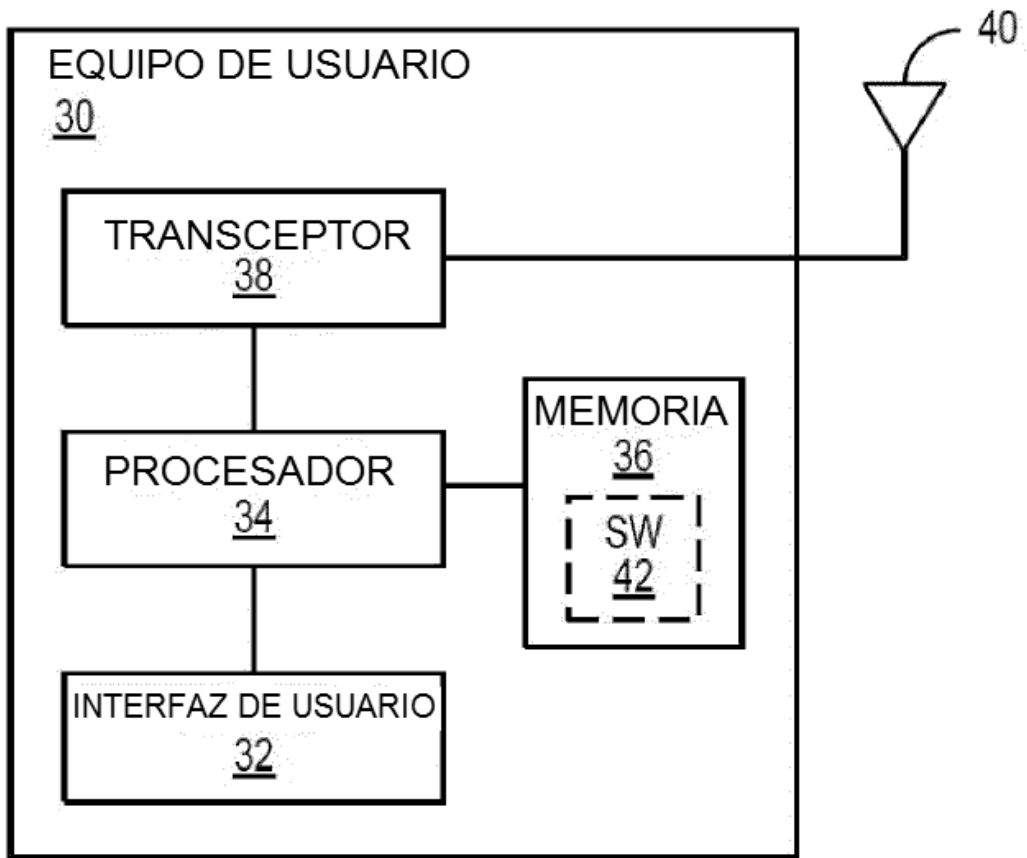 40
EQUIPO DE USUARIO
30
TRANSCEPTOR
38
MEMORIA
36
SW
42
PROCESADOR
34
INTERFAZ DE USUARIO
32